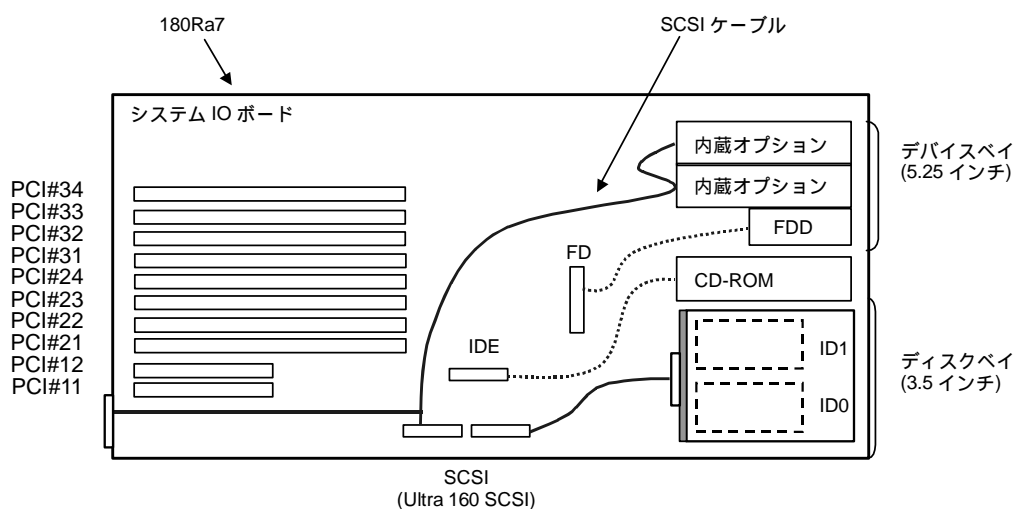 180Ra7
SCSI ケーブル
システム IO ボード
内蔵オプション
内蔵オプション
デバイスベイ
(5.25 インチ)
PCI#34
PCI#33
PCI#32
PCI#31
PCI#24
PCI#23
PCI#22
PCI#21
PCI#12
PCI#11
FDD
FD
CD-ROM
IDE
ID1
ID0
ディスクベイ
(3.5 インチ)
SCSI
(Ultra 160 SCSI)